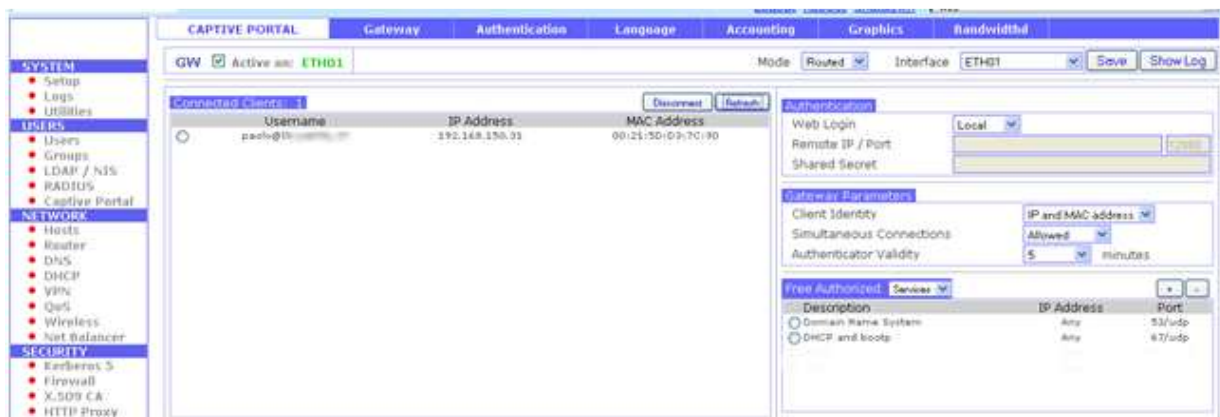 CAPTIVE PORTAL Gateway Authentication Language Accounting Graphics Bandwidthd
GW Active on: ETH01 Mode Routed Interface ETH01 Save Show Log
SYSTEM
Setup
Logs
Utilities
USERS
Users
Groups
LDAP / NIS
RADIUS
Captive Portal
NETWORK
Hosts
Router
DNS
DHCP
VPN
QoS
Wireless
Net Balancer
SECURITY
Kerberos 5
Firewall
X.509 CA
HTTP Proxy
Connected Clients: 1 Disconnect Refresh
Username IP Address MAC Address
192.168.150.31 00:21:5D:D3:7C:90
Authentication
Web Login Local
Remote IP / Port
Shared Secret
Gateway Parameters
Client Identity IP and MAC address
Simultaneous Connections Allowed
Authenticator Validity 5 minutes
Free Authorized Services + -
Description IP Address Port
Domain Name System Any 53/udp
DHCP and bootp Any 67/udp